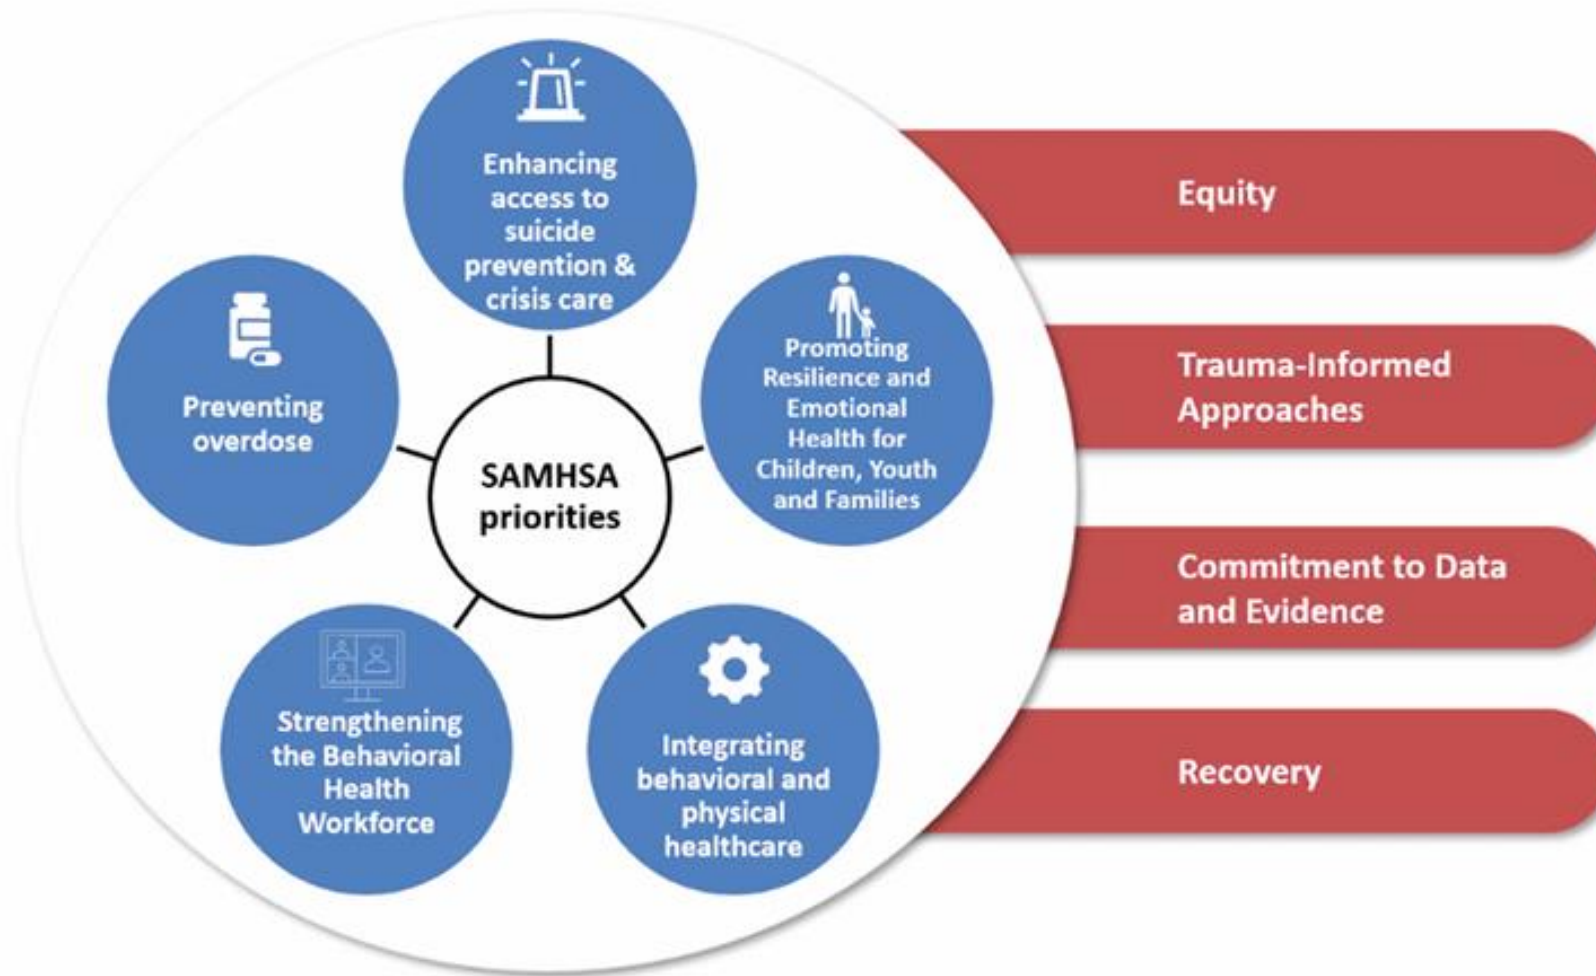 Enhancing
access to
suicide
prevention &
crisis care
Preventing
overdose
Promoting
Resilience and
Emotional
Health for
Children, Youth
and Families
SAMHSA
priorities
Strengthening
the Behavioral
Health
Workforce
Integrating
behavioral and
physical
healthcare
Equity
Trauma-Informed
Approaches
Commitment to Data
and Evidence
Recovery